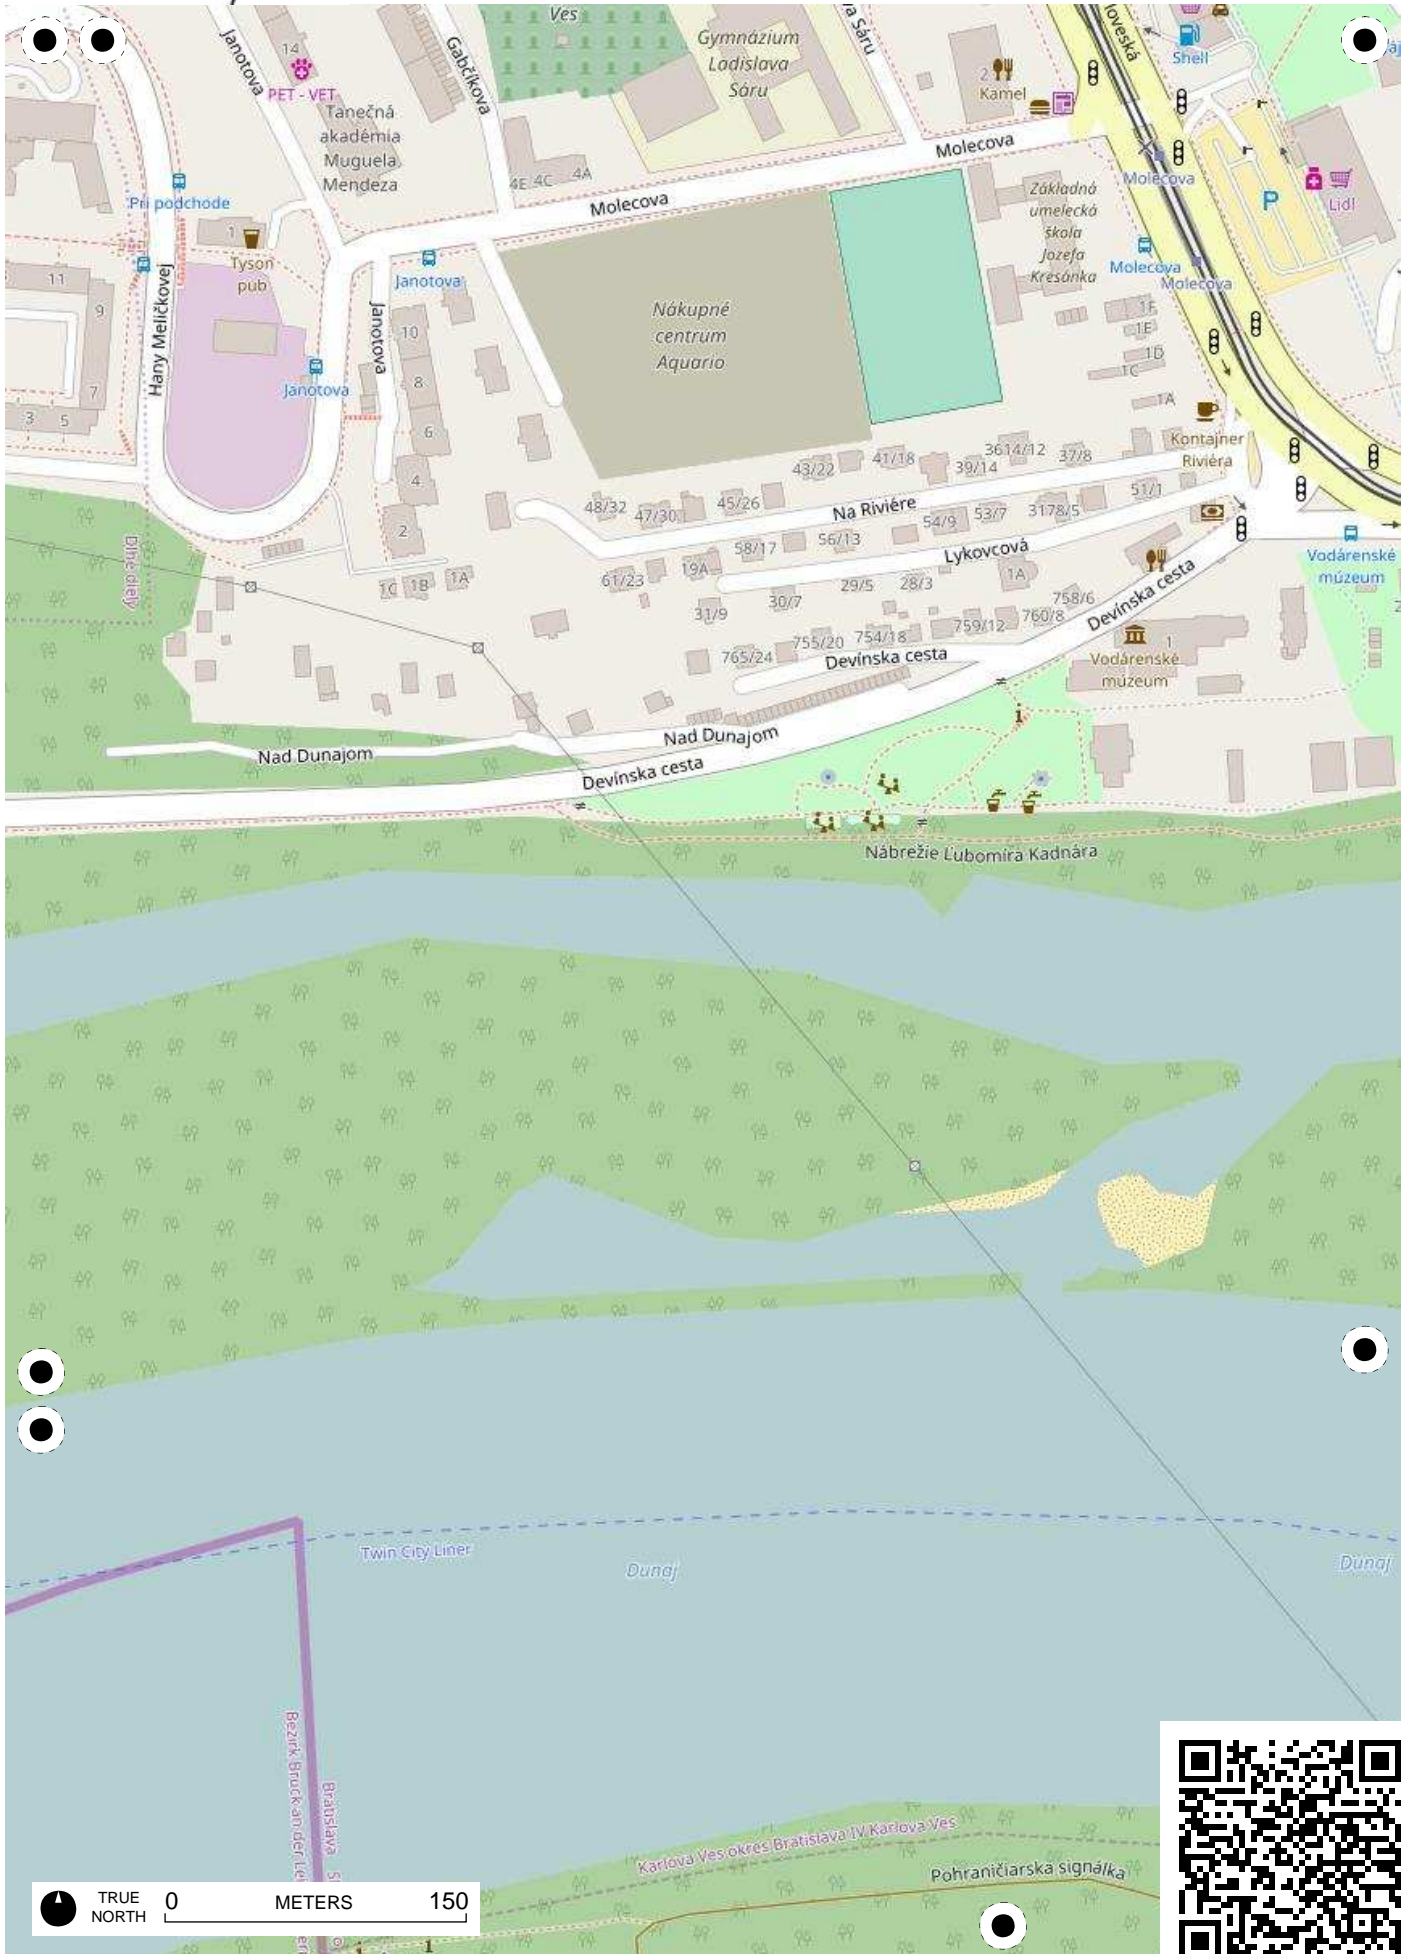 Ves
Gymnázium
Ladislava
Sáru
Janotova
14
PET - VET
Gabčíkova
Tanečná
akadémia
Muguela
Mendeza
2
Kamel
Shell
Molecova
4E 4C 4A
Molecova
Molecova
Lidl
P
Pri podchode
1
Tyson
pub
Janotova
Základná
umelecká
škola
Jozefa
Kresánka
Molecova
Molecova
11
9
7
3 5
Hany Meličkovej
Janotova
Janotova
10
8
6
4
2
Nákupné
centrum
Aquario
1F
1E
1D
1C
1A
Kontajner
Riviéra
43/22
41/18
39/14
3614/12
37/8
51/1
48/32
47/30
45/26
Na Riviére
54/9
53/7
3178/5
58/17
56/13
Lykovcová
Vodárenské
múzeum
Dlhé diely
1C 1B 1A
61/23
19A
31/9
30/7
29/5
28/3
1A
758/6
760/8
759/12
754/18
755/20
765/24
Devínska cesta
Devínska cesta
1
Vodárenské
múzeum
Nad Dunajom
Nad Dunajom
Devínska cesta
Nábrežie Ľubomíra Kadnára
Twin City Liner
Dunaj
Dunaj
Karlova Ves okres Bratislava IV Karlova Ves
Pohraničiarska signálka
Bratislava
TRUE
NORTH
0 METERS 150